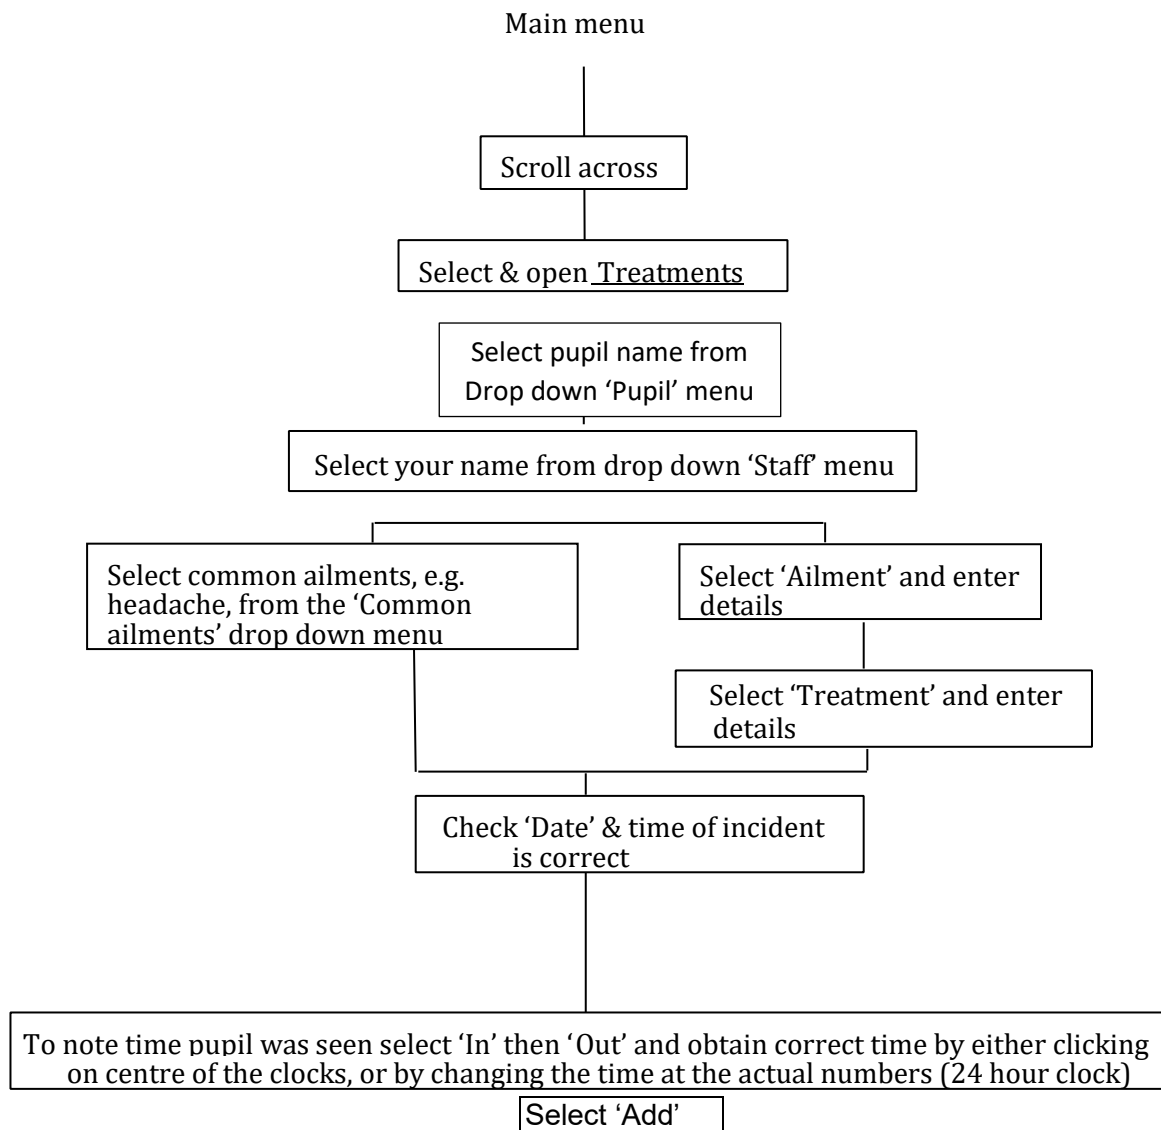 Main menu
Scroll across
Select & open Treatments
Select pupil name from
Drop down ‘Pupil’ menu
Select your name from drop down ‘Staff’ menu
Select common ailments, e.g.
headache, from the ‘Common
ailments’ drop down menu
Select ‘Ailment’ and enter
details
Select ‘Treatment’ and enter
details
Check ‘Date’ & time of incident
is correct
To note time pupil was seen select ‘In’ then ‘Out’ and obtain correct time by either clicking
on centre of the clocks, or by changing the time at the actual numbers (24 hour clock)
Select ‘Add’